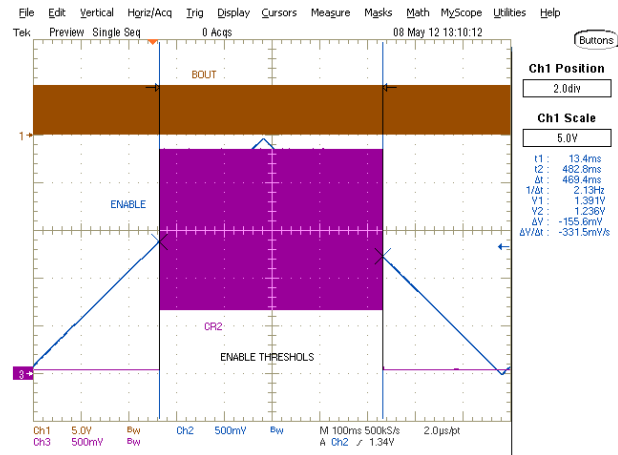 File Edit Vertical Horiz/Acq Trig Display Cursors Measure Masks Math MyScope Utilities Help
Tek Preview Single Seq 0 Acqs 08 May 12 13:10:12
Buttons
Ch1 Position
2.0div
Ch1 Scale
5.0V
t1 : 13.4ms
t2 : 482.8ms
Δt : 469.4ms
1/Δt : 2.13Hz
V1 : 1.391V
V2 : 1.236V
ΔV : -155.6mV
ΔV/Δt : -331.5mV/s
BOUT
1
ENABLE
CR2
ENABLE THRESHOLS
3
Ch1 5.0V Bw Ch2 500mV Bw M 100ms 500kS/s 2.0µs/pt
Ch3 500mV Bw A Ch2 / 1.34V